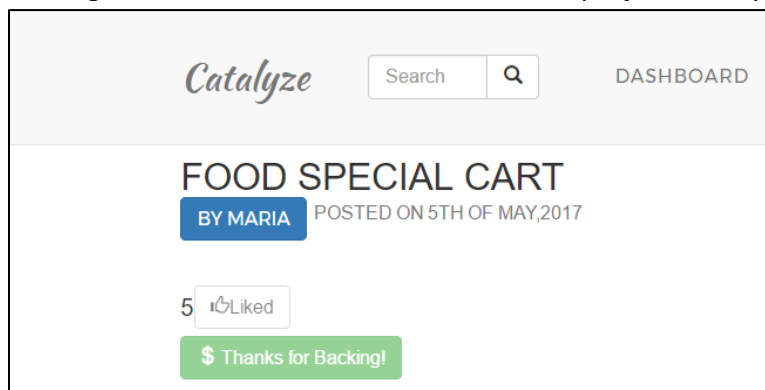 Catalyze Search DASHBOARD
FOOD SPECIAL CART
BY MARIA POSTED ON 5TH OF MAY,2017
5 Liked
$ Thanks for Backing!